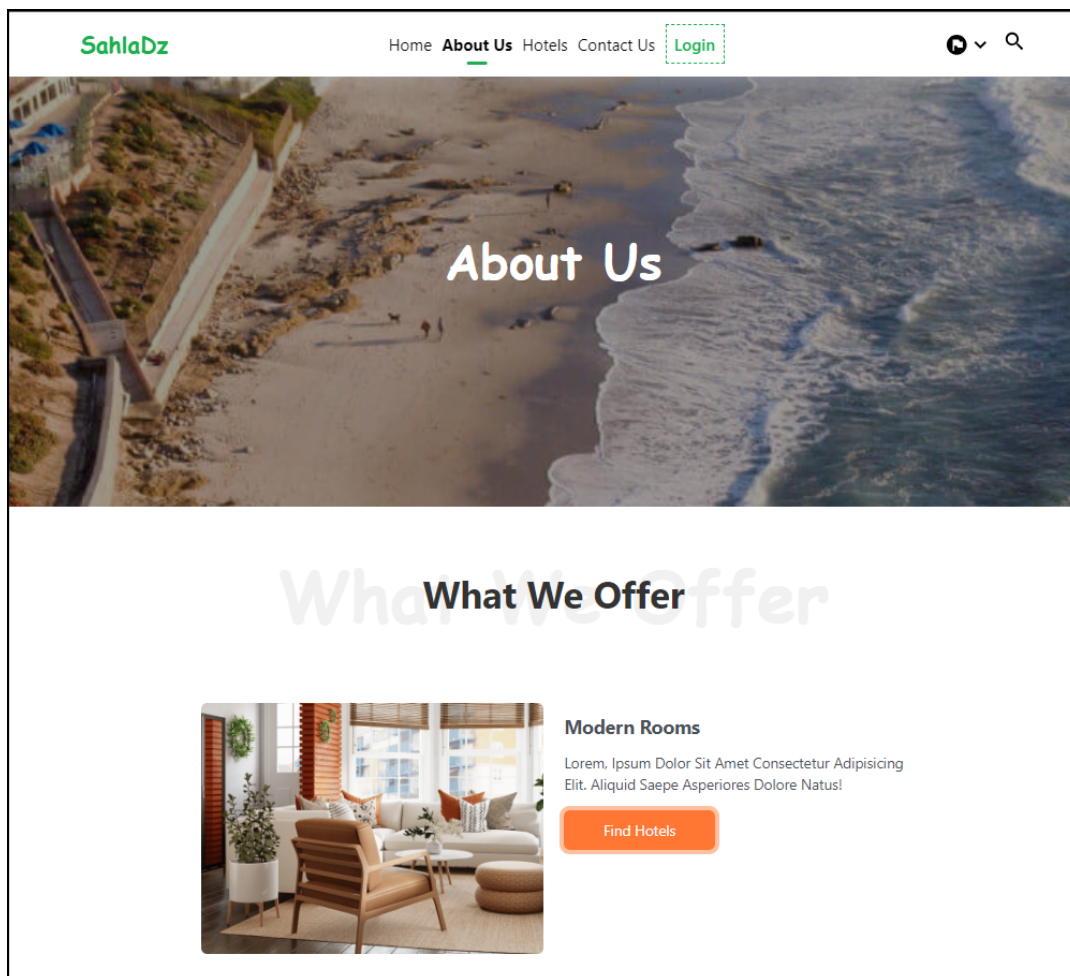 SahlaDz
Home About Us Hotels Contact Us Login
About Us
What We Offer
What We Offer
Modern Rooms
Lorem, Ipsum Dolor Sit Amet Consectetur Adipisicing
Elit. Aliquid Saepe Asperiores Dolore Natus!
Find Hotels